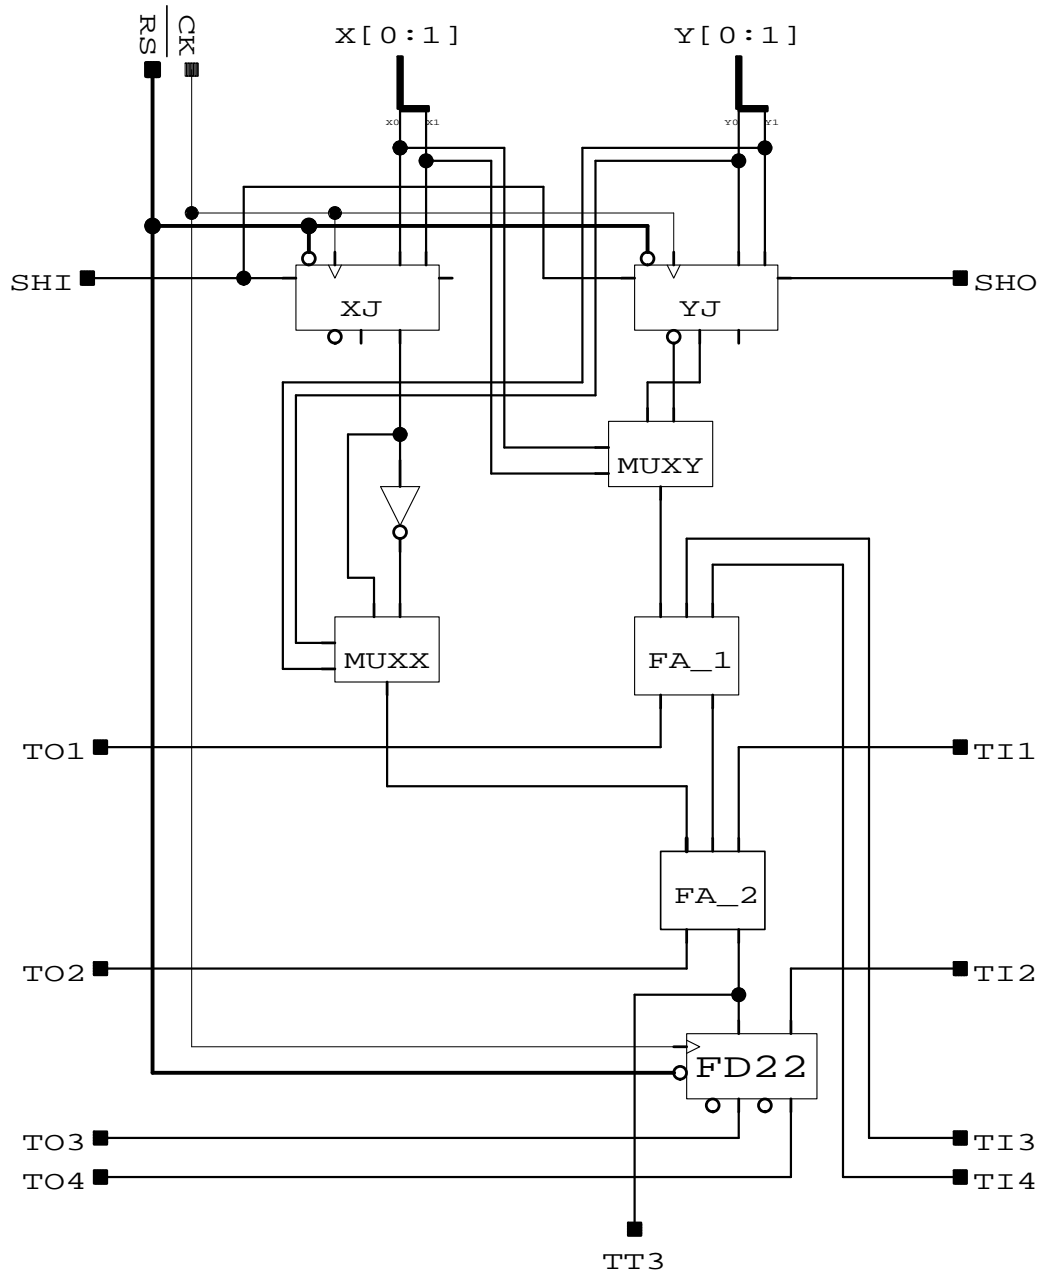 RS
CK
X[0:1]
Y[0:1]
X0
X1
Y0
Y1
SHI
XJ
YJ
SHO
MUXY
MUXX
FA_1
TO1
TI1
FA_2
TO2
TI2
FD22
TO3
TI3
TO4
TI4
TT3